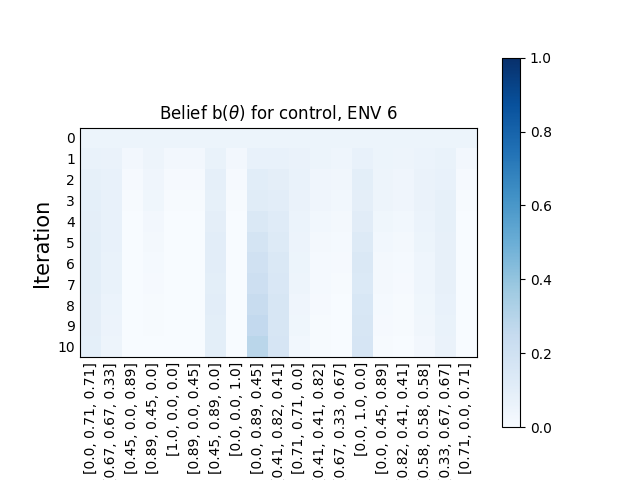 Belief b(θ) for control, ENV 6
Iteration
0
1
2
3
4
5
6
7
8
9
10
[0.0, 0.71, 0.71]
0.67, 0.67, 0.33]
[0.45, 0.0, 0.89]
[0.89, 0.45, 0.0]
[1.0, 0.0, 0.0]
[0.89, 0.0, 0.45]
[0.45, 0.89, 0.0]
[0.0, 0.0, 1.0]
[0.0, 0.89, 0.45]
0.41, 0.82, 0.41]
[0.71, 0.71, 0.0]
0.41, 0.41, 0.82]
0.67, 0.33, 0.67]
[0.0, 1.0, 0.0]
[0.0, 0.45, 0.89]
0.82, 0.41, 0.41]
0.58, 0.58, 0.58]
0.33, 0.67, 0.67]
[0.71, 0.0, 0.71]
1.0
0.8
0.6
0.4
0.2
0.0